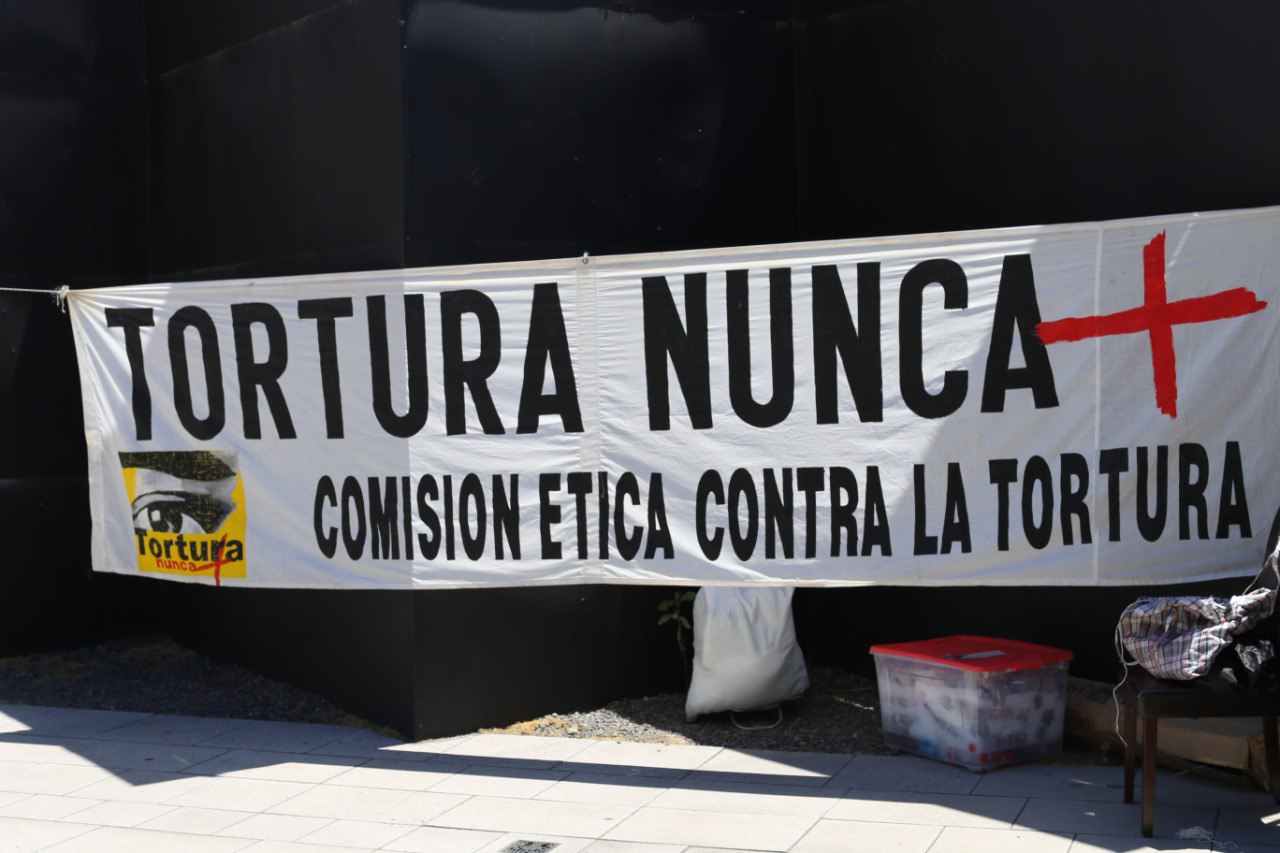 TORTURA NUNCA+
COMISION ETICA CONTRA LA TORTURA
Tortura
nunca+